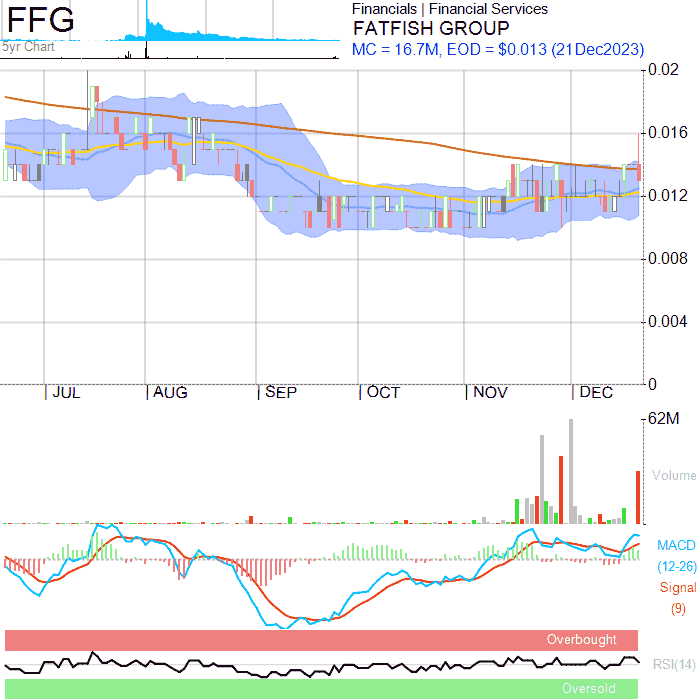 FFG
5yr Chart
Financials | Financial Services
FATFISH GROUP
MC = 16.7M, EOD = $0.013 (21Dec2023)
0.02
0.016
0.012
0.008
0.004
0
JUL AUG SEP OCT NOV DEC
62M
Volume
MACD
(12-26)
Signal
(9)
Overbought
RSI(14)
Oversold